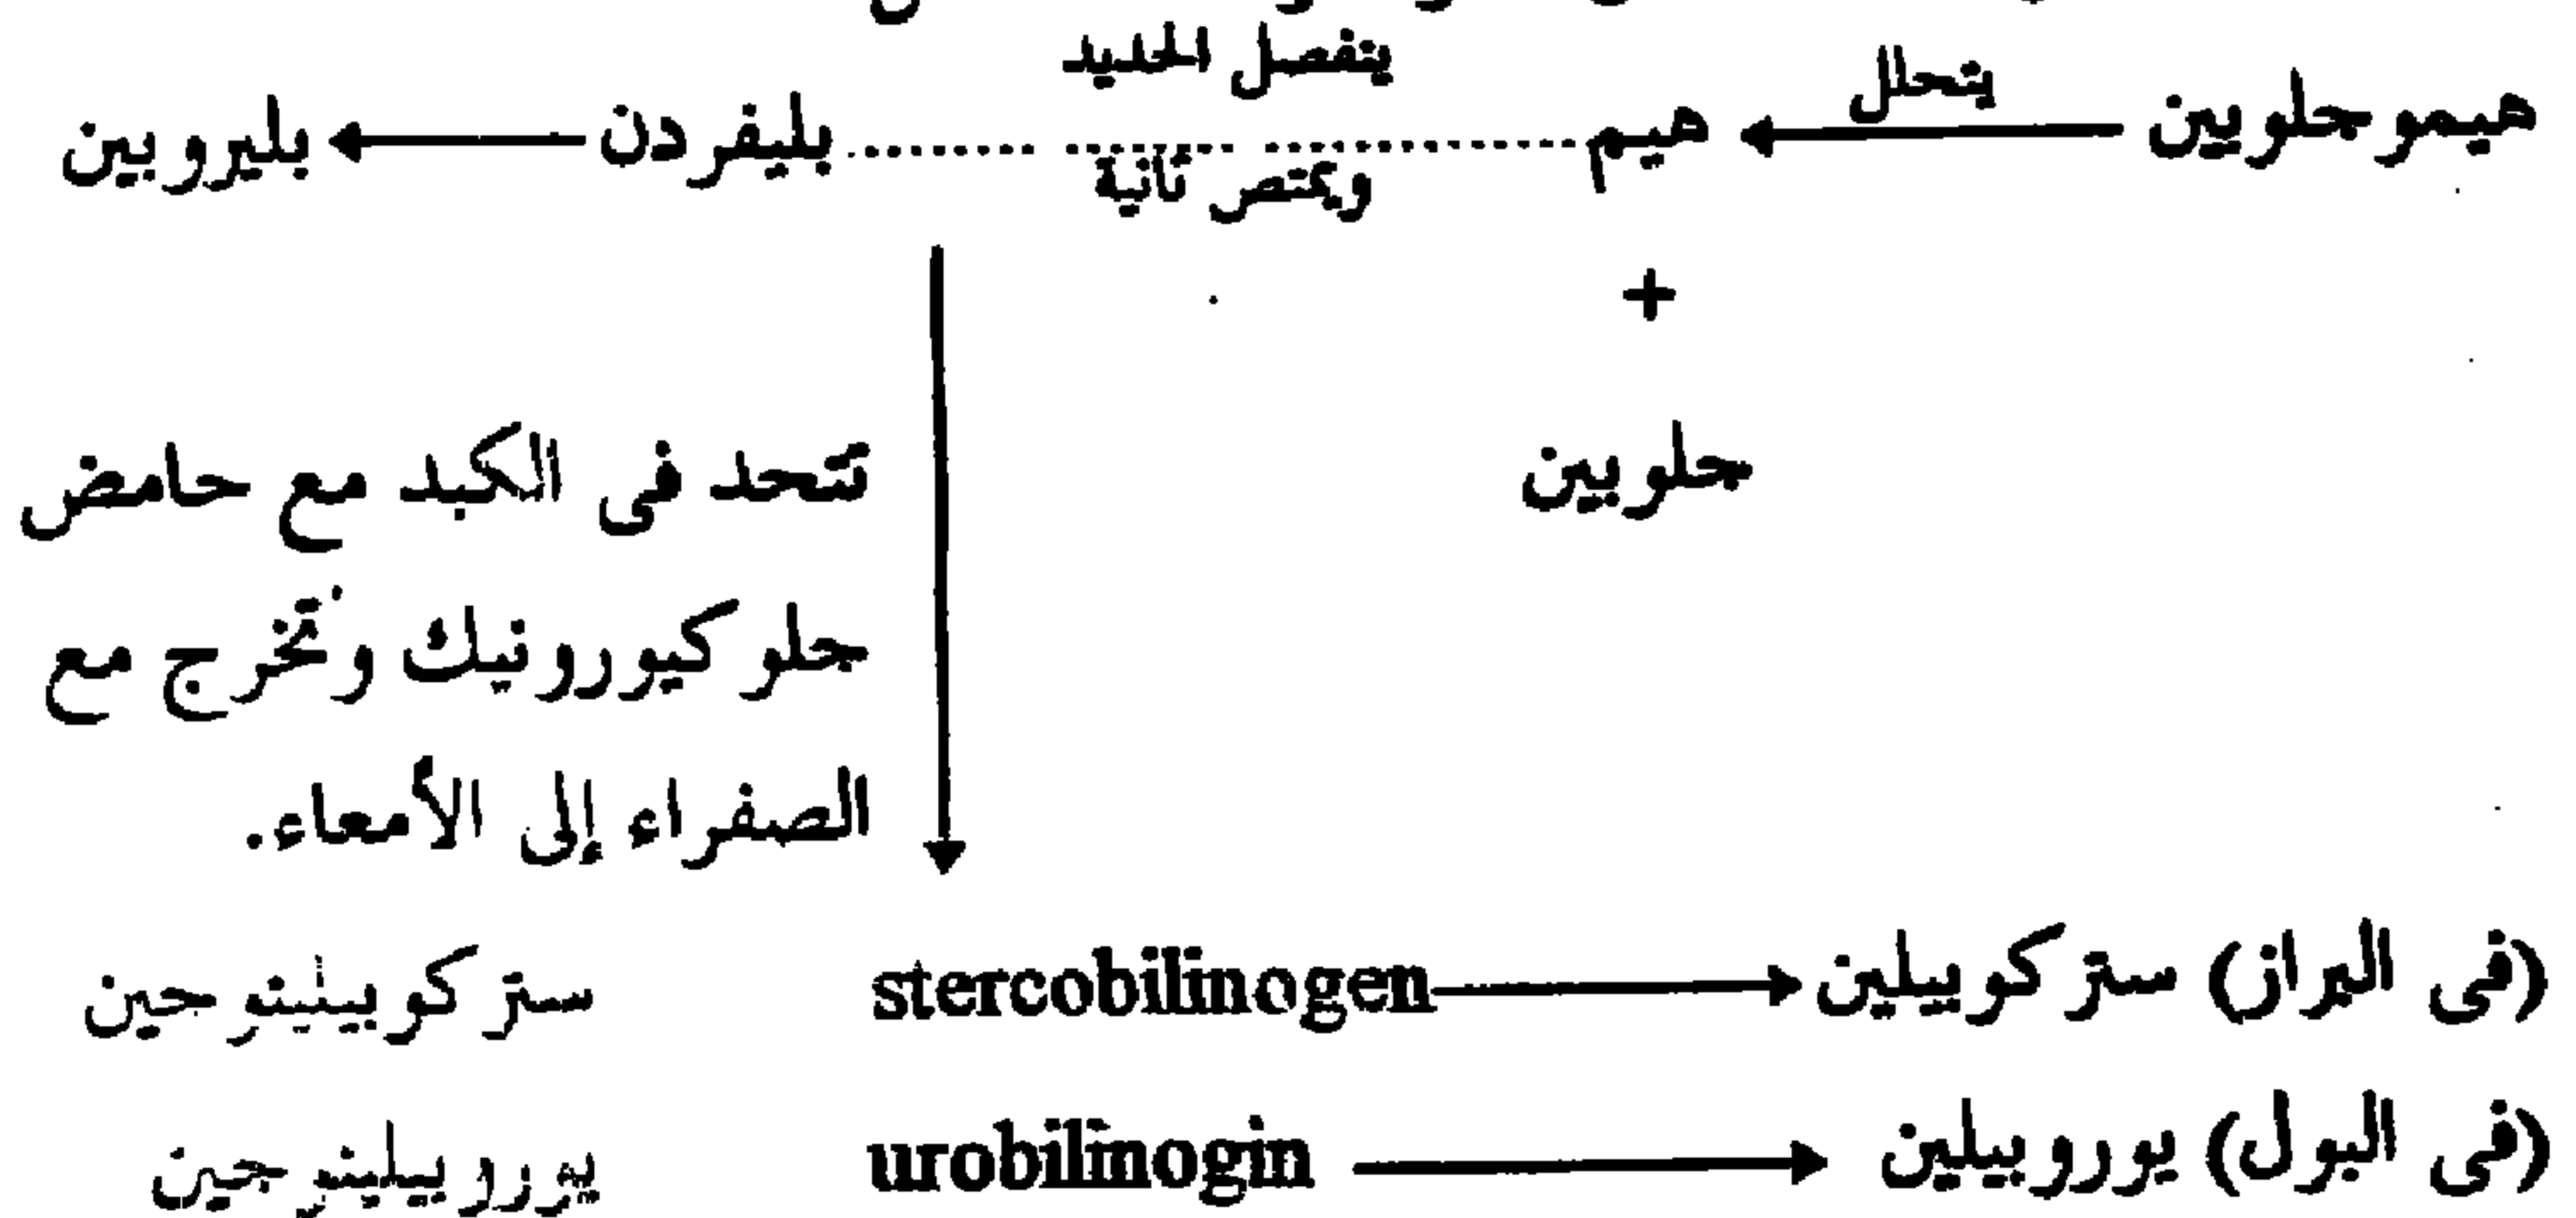 ينفصل الحديد
هيموجلوبين يتحلل هيم بليفردن بليروبين
ويمتص ثانية
+
جلوبين
تتحد فى الكبد مع حامض
جلوكيورونيك وتخرج مع
الصفراء إلى الأمعاء.
(فى البراز) ستركوبيلين stercobilinogen ستركوبيلينوجين
(فى البول) يوروبيلين urobilinogin يوروبيلينوجين